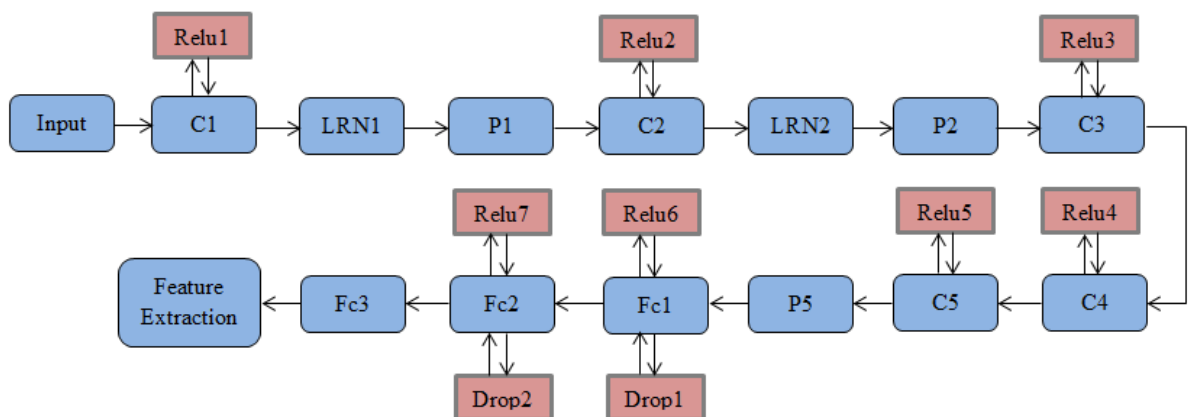 Relu1
Relu2
Relu3
Input
C1
LRN1
P1
C2
LRN2
P2
C3
Relu7
Relu6
Relu5
Relu4
Feature
Extraction
Fc3
Fc2
Fc1
P5
C5
C4
Drop2
Drop1